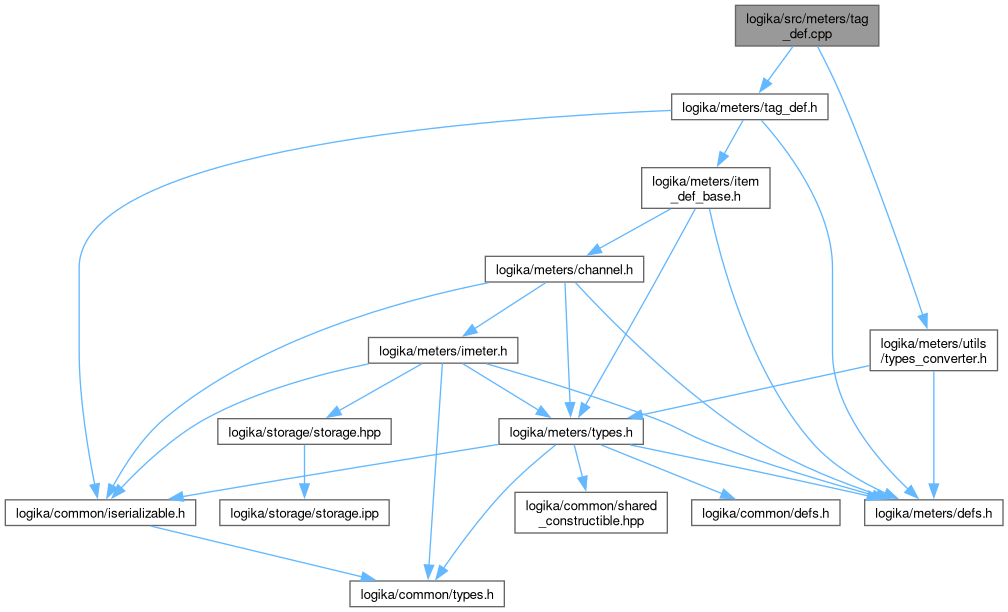 logika/src/meters/tag
_def.cpp
logika/meters/tag_def.h
logika/meters/item
_def_base.h
logika/meters/channel.h
logika/meters/utils
/types_converter.h
logika/meters/imeter.h
logika/storage/storage.hpp
logika/meters/types.h
logika/common/iserializable.h
logika/storage/storage.ipp
logika/common/shared
_constructible.hpp
logika/common/defs.h
logika/meters/defs.h
logika/common/types.h